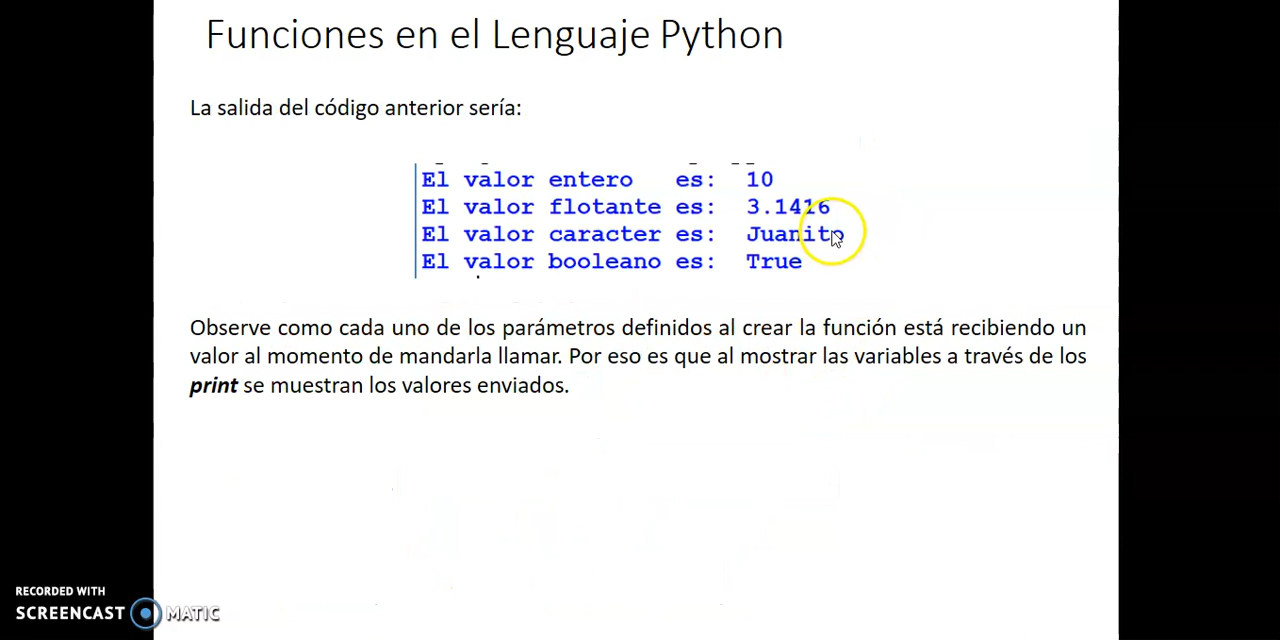 Funciones en el Lenguaje Python
La salida del código anterior sería:
El valor entero   es:  10
El valor flotante es:  3.1416
El valor caracter es:  Juanito
El valor booleano es:  True
Observe como cada uno de los parámetros definidos al crear la función está recibiendo un
valor al momento de mandarla llamar. Por eso es que al mostrar las variables a través de los
print se muestran los valores enviados.
RECORDED WITH
SCREENCAST MATIC